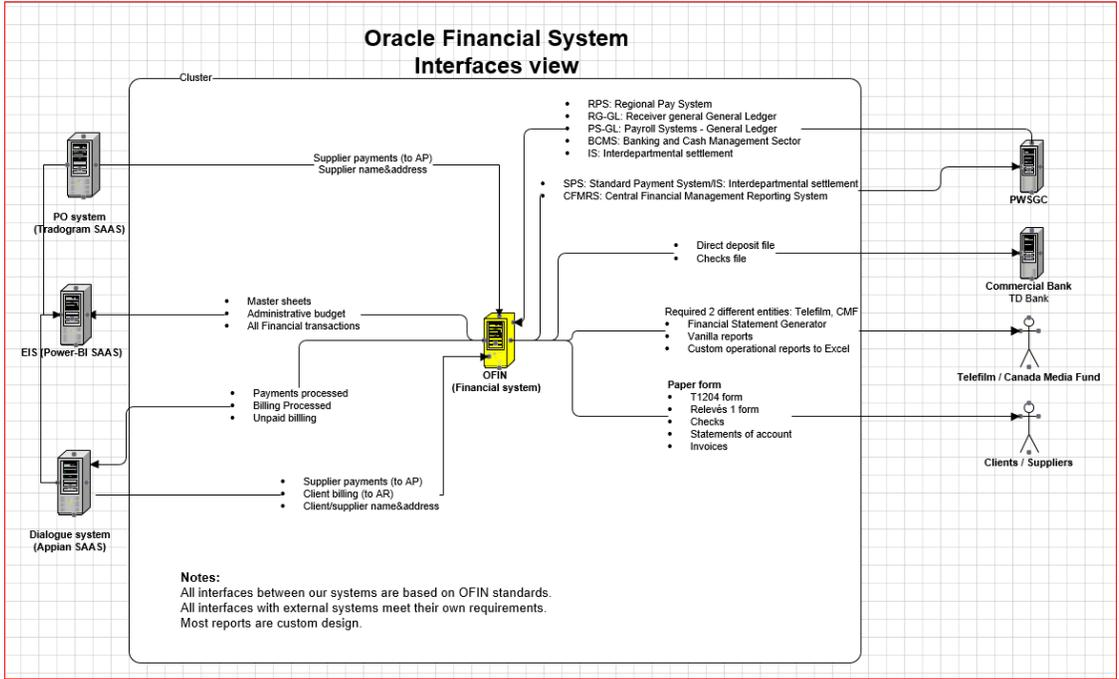 Oracle Financial System
Interfaces view
Cluster
• RPS: Regional Pay System
• RG-GL: Receiver general General Ledger
• PS-GL: Payroll Systems - General Ledger
• BCMS: Banking and Cash Management Sector
• IS: Interdepartmental settlement
Supplier payments (to AP)
Supplier name&address
• SPS: Standard Payment System/IS: Interdepartmental settlement
• CFMRS: Central Financial Management Reporting System
PWSGC
PO system
(Tradogram SAAS)
• Direct deposit file
• Checks file
Commercial Bank
TD Bank
• Master sheets
• Administrative budget
• All Financial transactions
EIS (Power-BI SAAS)
Required 2 different entities: Telefilm, CMF
• Financial Statement Generator
• Vanilla reports
• Custom operational reports to Excel
OFIN
(Financial system)
Telefilm / Canada Media Fund
• Payments processed
• Billing Processed
• Unpaid billling
Paper form
• T1204 form
• Relevés 1 form
• Checks
• Statements of account
• Invoices
Clients / Suppliers
• Supplier payments (to AP)
• Client billing (to AR)
• Client/supplier name&address
Dialogue system
(Appian SAAS)
Notes:
All interfaces between our systems are based on OFIN standards.
All interfaces with external systems meet their own requirements.
Most reports are custom design.